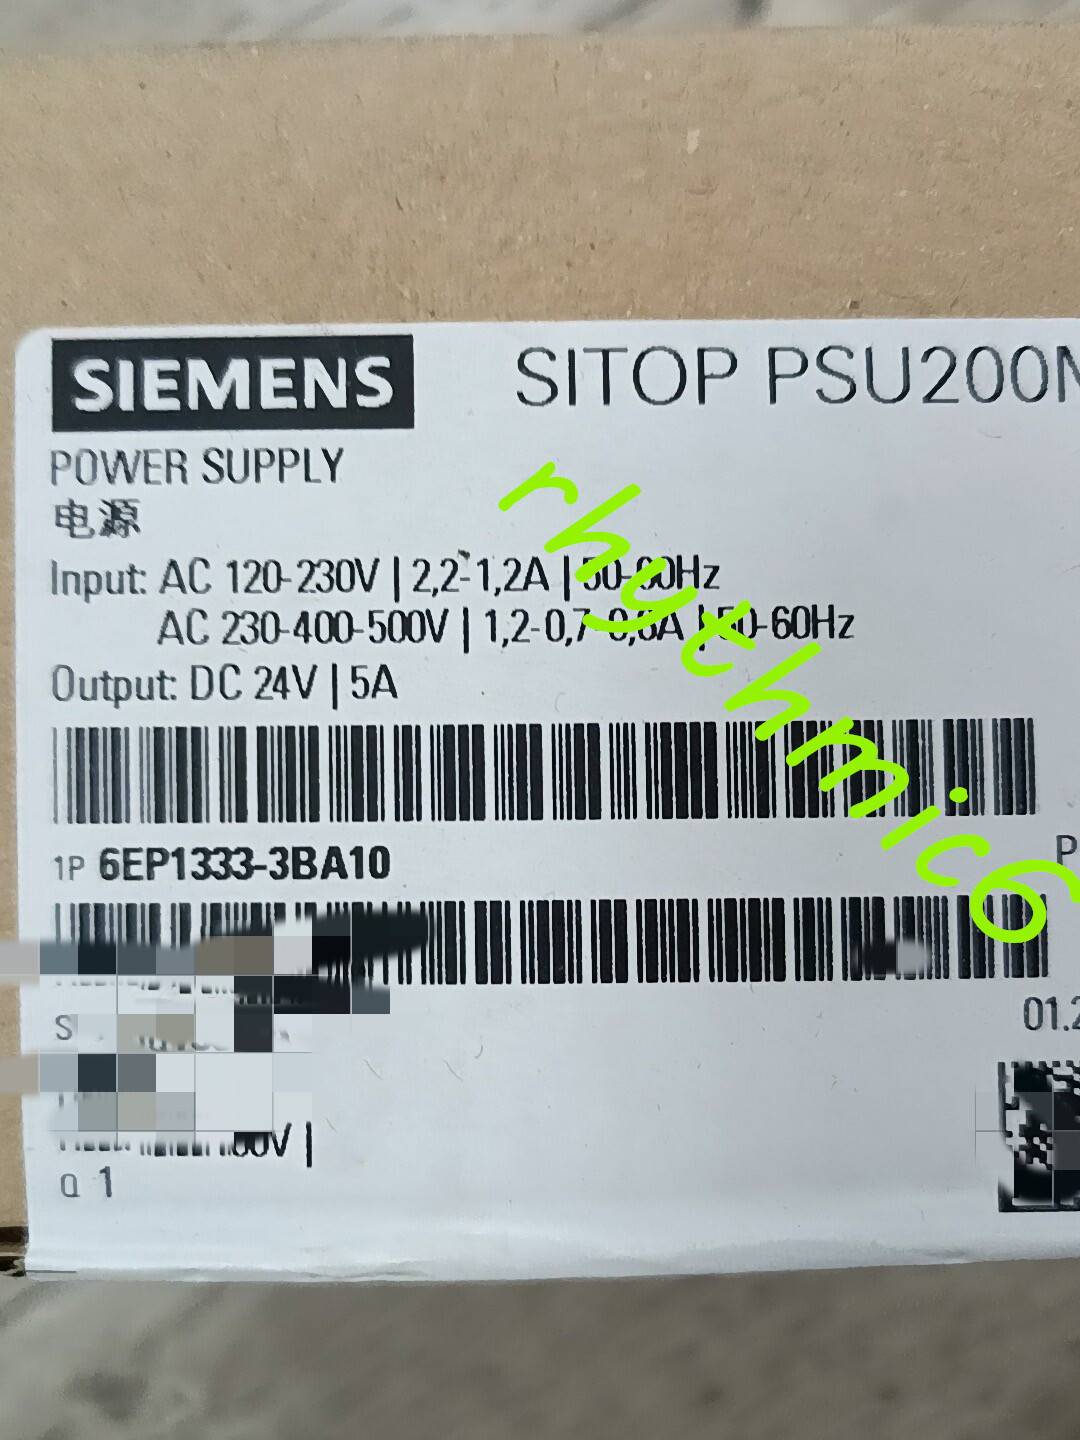 SIEMENS
SITOP PSU200M
POWER SUPPLY
电源
Input: AC 120-230V | 2,2-1,2A | 50-60Hz
AC 230-400-500V | 1,2-0,7-0,6A | 50-60Hz
Output: DC 24V | 5A
rhythmic6
1P 6EP1333-3BA10
P
01.2
S
Q 1